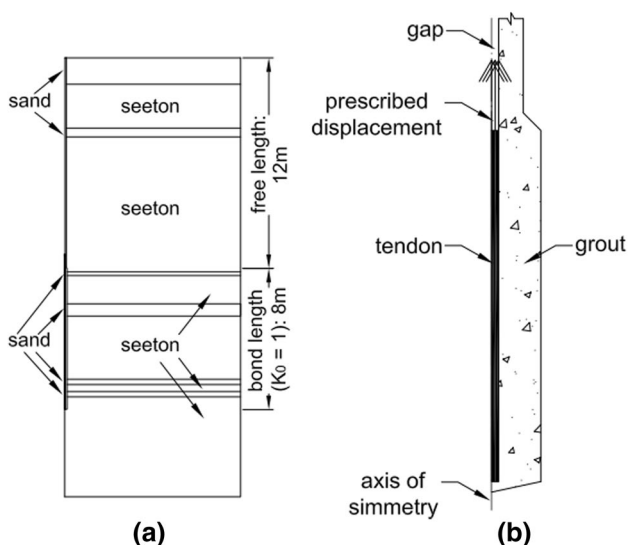 sand
seeton
seeton
free length:
12m
sand
seeton
bond length
(K₀ = 1): 8m
(a)
gap
prescribed
displacement
tendon
grout
axis of
simmetry
(b)